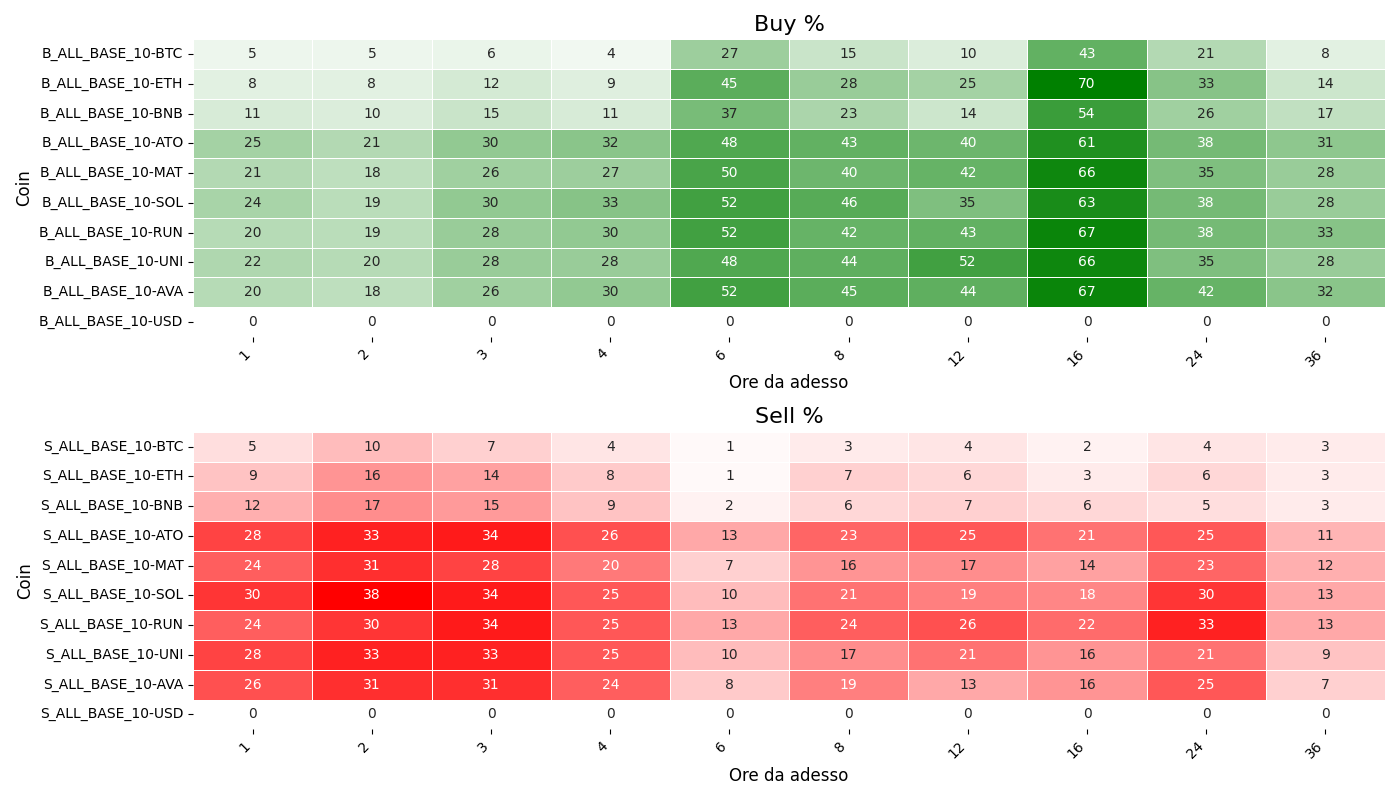 Buy %
Coin
B_ALL_BASE_10-BTC 5 5 6 4 27 15 10 43 21 8
B_ALL_BASE_10-ETH 8 8 12 9 45 28 25 70 33 14
B_ALL_BASE_10-BNB 11 10 15 11 37 23 14 54 26 17
B_ALL_BASE_10-ATO 25 21 30 32 48 43 40 61 38 31
B_ALL_BASE_10-MAT 21 18 26 27 50 40 42 66 35 28
B_ALL_BASE_10-SOL 24 19 30 33 52 46 35 63 38 28
B_ALL_BASE_10-RUN 20 19 28 30 52 42 43 67 38 33
B_ALL_BASE_10-UNI 22 20 28 28 48 44 52 66 35 28
B_ALL_BASE_10-AVA 20 18 26 30 52 45 44 67 42 32
B_ALL_BASE_10-USD 0 0 0 0 0 0 0 0 0 0
1 2 3 4 6 8 12 16 24 36
Ore da adesso
Sell %
Coin
S_ALL_BASE_10-BTC 5 10 7 4 1 3 4 2 4 3
S_ALL_BASE_10-ETH 9 16 14 8 1 7 6 3 6 3
S_ALL_BASE_10-BNB 12 17 15 9 2 6 7 6 5 3
S_ALL_BASE_10-ATO 28 33 34 26 13 23 25 21 25 11
S_ALL_BASE_10-MAT 24 31 28 20 7 16 17 14 23 12
S_ALL_BASE_10-SOL 30 38 34 25 10 21 19 18 30 13
S_ALL_BASE_10-RUN 24 30 34 25 13 24 26 22 33 13
S_ALL_BASE_10-UNI 28 33 33 25 10 17 21 16 21 9
S_ALL_BASE_10-AVA 26 31 31 24 8 19 13 16 25 7
S_ALL_BASE_10-USD 0 0 0 0 0 0 0 0 0 0
1 2 3 4 6 8 12 16 24 36
Ore da adesso